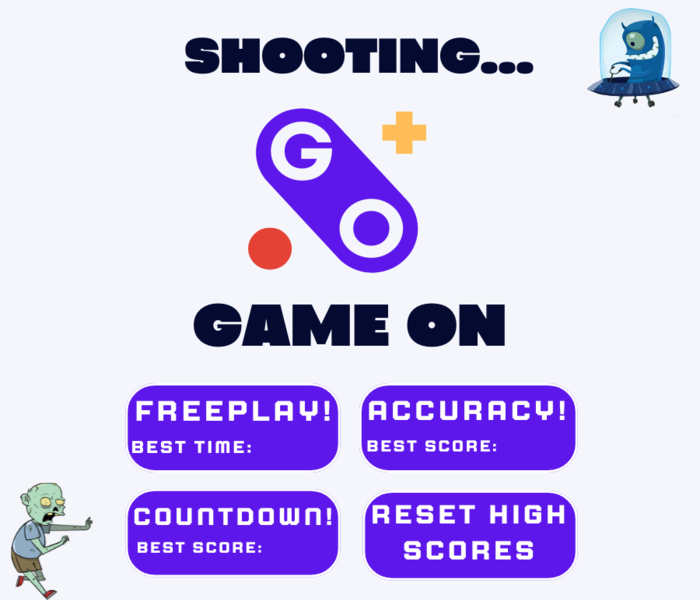 SHOOTING...
G
O
GAME ON
FREEPLAY!
BEST TIME:
ACCURACY!
BEST SCORE:
COUNTDOWN!
BEST SCORE:
RESET HIGH
SCORES